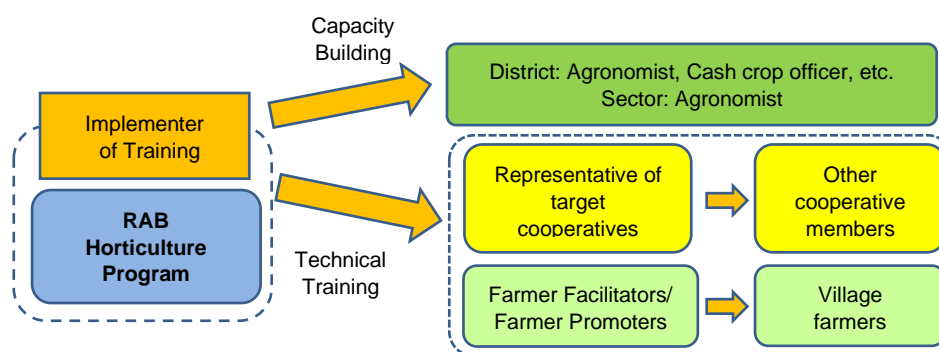 Capacity
Building
District: Agronomist, Cash crop officer, etc.
Sector: Agronomist
Implementer
of Training
RAB
Horticulture
Program
Technical
Training
Representative of
target
cooperatives
Other
cooperative
members
Farmer Facilitators/
Farmer Promoters
Village
farmers